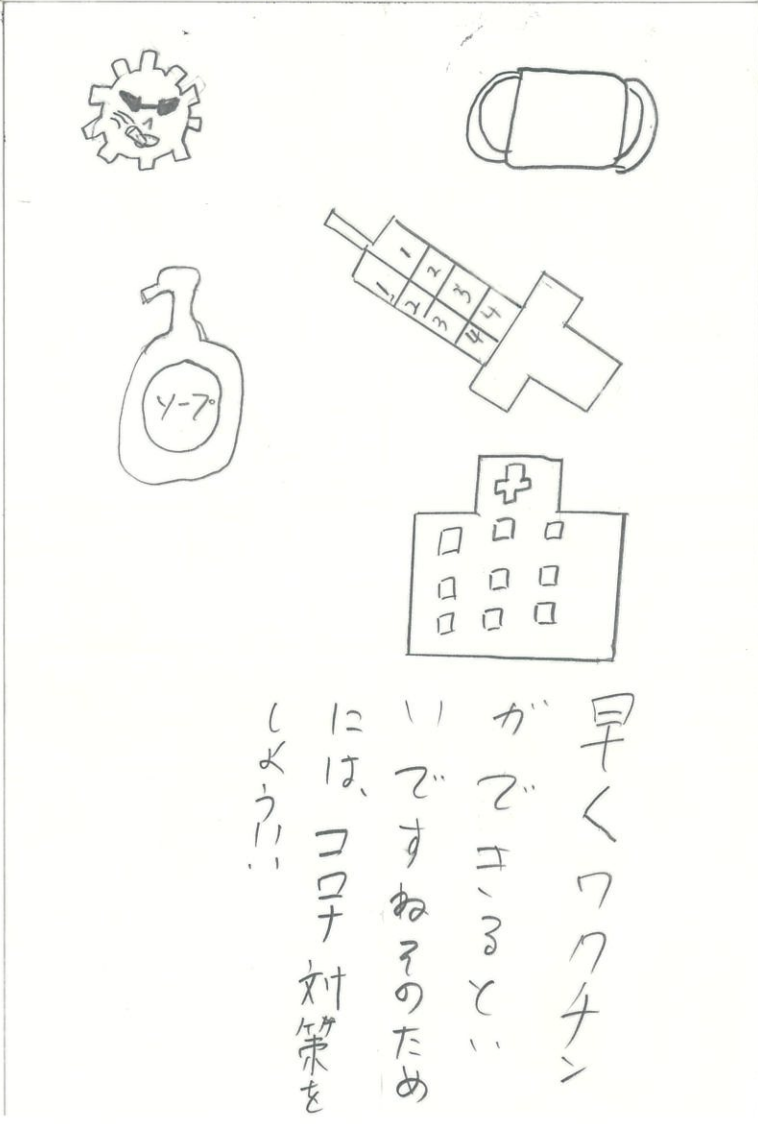 1 2 3 4
1 2 3 4
ソープ
早くワクチン
ができるとい
いですねそのため
には、コロナ対策を
しよう!!